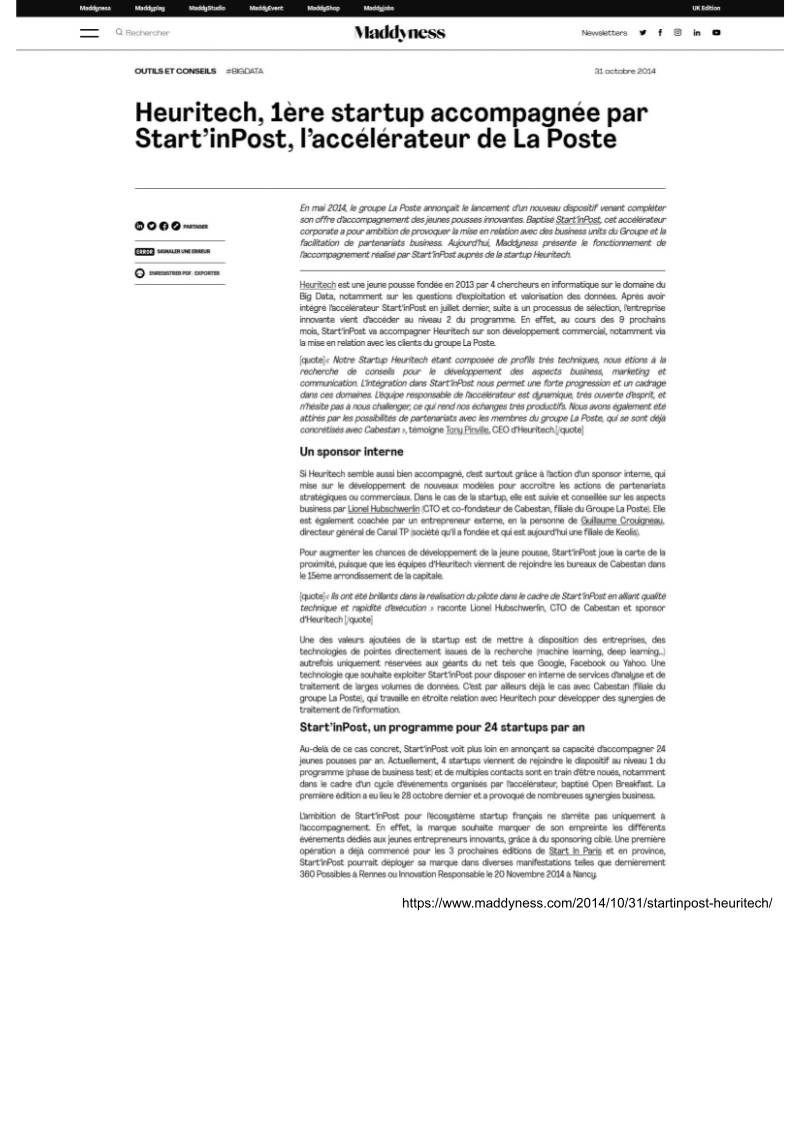 Maddyness Maddyplay MaddyStudio MaddyEvent MaddyShop Maddyjobs UK Edition
Rechercher Maddyness Newsletters
OUTILS ET CONSEILS #BIGDATA 31 octobre 2014
Heuritech, 1ère startup accompagnée par
Start’inPost, l’accélérateur de La Poste
PARTAGER
ERROR SIGNALER UNE ERREUR
ENREGISTRER PDF / EXPORTER
En mai 2014, le groupe La Poste annonçait le lancement d’un nouveau dispositif venant compléter
son offre d’accompagnement des jeunes pousses innovantes. Baptisé Start’inPost, cet accélérateur
corporate a pour ambition de provoquer la mise en relation avec des business units du Groupe et la
facilitation de partenariats business. Aujourd’hui, Maddyness présente le fonctionnement de
l’accompagnement réalisé par Start’inPost auprès de la startup Heuritech.
Heuritech est une jeune pousse fondée en 2013 par 4 chercheurs en informatique sur le domaine du
Big Data, notamment sur les questions d’exploitation et valorisation des données. Après avoir
intégré l’accélérateur Start’inPost en juillet dernier, suite à un processus de sélection, l’entreprise
innovante vient d’accéder au niveau 2 du programme. En effet, au cours des 9 prochains
mois, Start’inPost va accompagner Heuritech sur son développement commercial, notamment via
la mise en relation avec les clients du groupe La Poste.
[quote]« Notre Startup Heuritech étant composée de profils très techniques, nous étions à la
recherche de conseils pour le développement des aspects business, marketing et
communication. L’intégration dans Start’inPost nous permet une forte progression et un cadrage
dans ces domaines. L’équipe responsable de l’accélérateur est dynamique, très ouverte d’esprit, et
n’hésite pas à nous challenger, ce qui rend nos échanges très productifs. Nous avons également été
attirés par les possibilités de partenariats avec les membres du groupe La Poste, qui se sont déjà
concrétisés avec Cabestan », témoigne Tony Pinville, CEO d’Heuritech.[/quote]
Un sponsor interne
Si Heuritech semble aussi bien accompagné, c’est surtout grâce à l’action d’un sponsor interne, qui
mise sur le développement de nouveaux modèles pour accroître les actions de partenariats
stratégiques ou commerciaux. Dans le cas de la startup, elle est suivie et conseillée sur les aspects
business par Lionel Hubschwerlin (CTO et co-fondateur de Cabestan, filiale du Groupe La Poste). Elle
est également coachée par un entrepreneur externe, en la personne de Guillaume Crouigneau,
directeur général de Canal TP (société qu’il a fondée et qui est aujourd’hui une filiale de Keolis).
Pour augmenter les chances de développement de la jeune pousse, Start’inPost joue la carte de la
proximité, puisque que les équipes d’Heuritech viennent de rejoindre les bureaux de Cabestan dans
le 15ème arrondissement de la capitale.
[quote]« Ils ont été brillants dans la réalisation du pilote dans le cadre de Start’inPost en alliant qualité
technique et rapidité d’exécution » raconte Lionel Hubschwerlin, CTO de Cabestan et sponsor
d’Heuritech [/quote]
Une des valeurs ajoutées de la startup est de mettre à disposition des entreprises, des
technologies de pointes directement issues de la recherche (machine learning, deep learning…)
autrefois uniquement réservées aux géants du net tels que Google, Facebook ou Yahoo. Une
technologie que souhaite exploiter Start’inPost pour disposer en interne de services d’analyse et de
traitement de larges volumes de données. C’est par ailleurs déjà le cas avec Cabestan (filiale du
groupe La Poste), qui travaille en étroite relation avec Heuritech pour développer des synergies de
traitement de l’information.
Start’inPost, un programme pour 24 startups par an
Au-delà de ce cas concret, Start’inPost voit plus loin en annonçant sa capacité d’accompagner 24
jeunes pousses par an. Actuellement, 4 startups viennent de rejoindre le dispositif au niveau 1 du
programme (phase de business test) et de multiples contacts sont en train d’être noués, notamment
dans le cadre d’un cycle d’événements organisés par l’accélérateur, baptisé Open Breakfast. La
première édition a eu lieu le 28 octobre dernier et a provoqué de nombreuses synergies business.
L’ambition de Start’inPost pour l’écosystème startup français ne s’arrête pas uniquement à
l’accompagnement. En effet, la marque souhaite marquer de son empreinte les différents
événements dédiés aux jeunes entrepreneurs innovants, grâce à du sponsoring ciblé. Une première
opération a déjà commencé pour les 3 prochaines éditions de Start In Paris et en province,
Start’inPost pourrait déployer sa marque dans diverses manifestations telles que dernièrement
360 Possibles à Rennes ou Innovation Responsable le 20 Novembre 2014 à Nancy.
https://www.maddyness.com/2014/10/31/startinpost-heuritech/